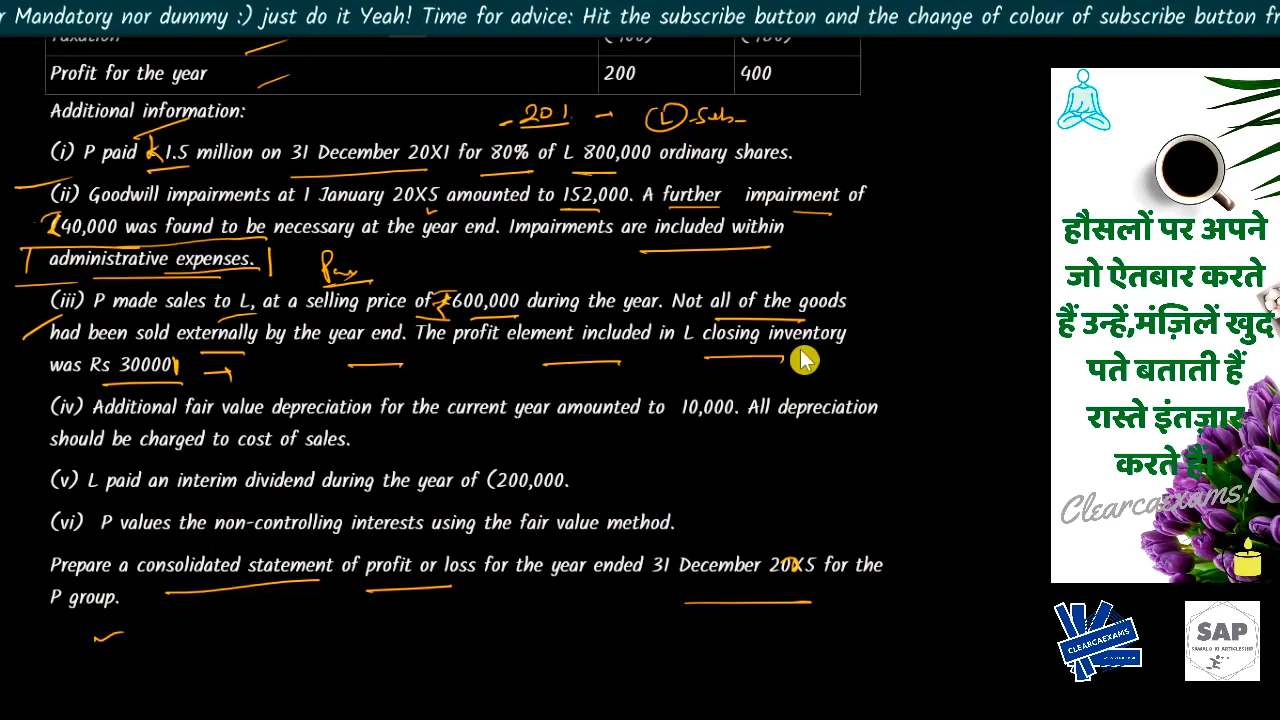 r Mandatory nor dummy :) just do it Yeah! Time for advice: Hit the subscribe button and the change of colour of subscribe button fr
Taxation
Profit for the year 200 400
Additional information:
20% → L Sub
(i) P paid ₹1.5 million on 31 December 20X1 for 80% of L 800,000 ordinary shares.
(ii) Goodwill impairments at 1 January 20X5 amounted to 152,000. A further impairment of
₹40,000 was found to be necessary at the year end. Impairments are included within
administrative expenses.
(iii) P made sales to L, at a selling price of ₹600,000 during the year. Not all of the goods
had been sold externally by the year end. The profit element included in L closing inventory
was Rs 30000
(iv) Additional fair value depreciation for the current year amounted to 10,000. All depreciation
should be charged to cost of sales.
(v) L paid an interim dividend during the year of (200,000.
(vi) P values the non-controlling interests using the fair value method.
Prepare a consolidated statement of profit or loss for the year ended 31 December 20X5 for the
P group.
हौसलों पर अपने
जो ऐतबार करते
हैं उन्हें,मंज़िलें खुद
पते बताती हैं
रास्ते इंतज़ार
करते हैं।
Clearcaexams!
CLEARCAEXAMS
SAP
SAWALO KI ARTICLESHIP